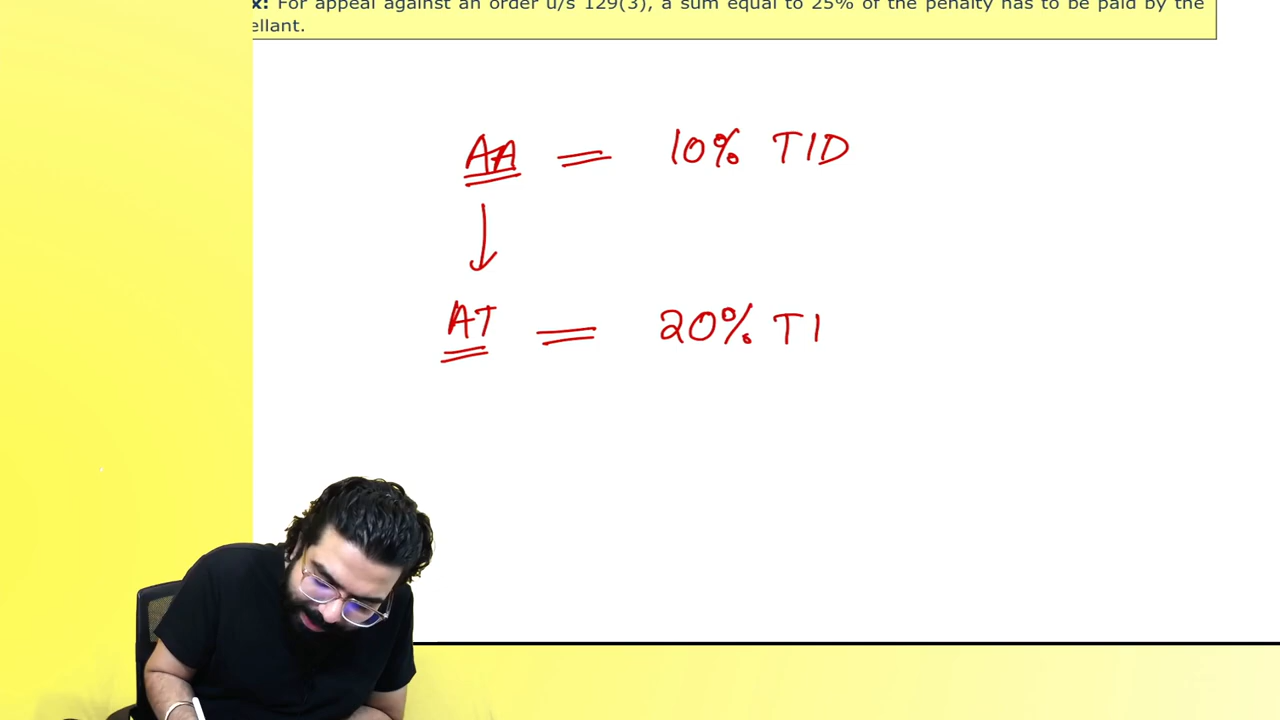 x: For appeal against an order u/s 129(3), a sum equal to 25% of the penalty has to be paid by the
ellant.
AA = 10% TID
↓
AT = 20% TI